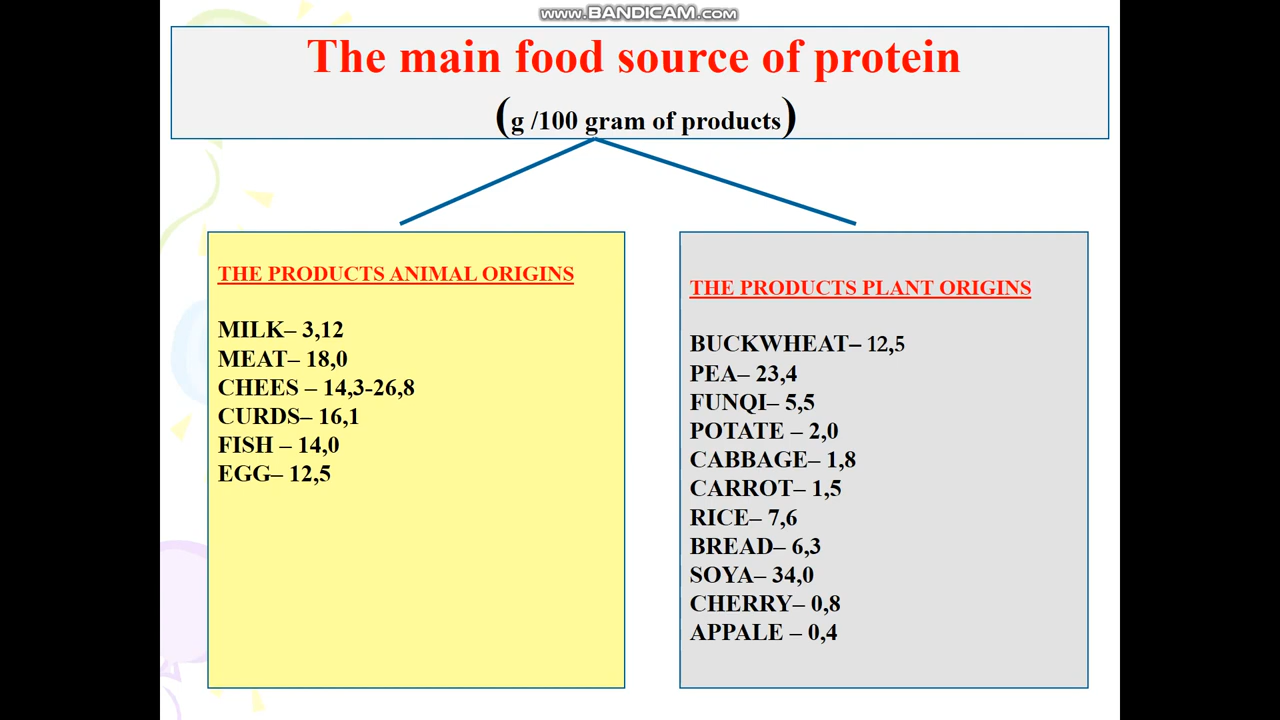 www.BANDICAM.com
The main food source of protein
(g /100 gram of products)
THE PRODUCTS ANIMAL ORIGINS
MILK– 3,12
MEAT– 18,0
CHEES – 14,3-26,8
CURDS– 16,1
FISH – 14,0
EGG– 12,5
THE PRODUCTS PLANT ORIGINS
BUCKWHEAT– 12,5
PEA– 23,4
FUNQI– 5,5
POTATE – 2,0
CABBAGE– 1,8
CARROT– 1,5
RICE– 7,6
BREAD– 6,3
SOYA– 34,0
CHERRY– 0,8
APPALE – 0,4